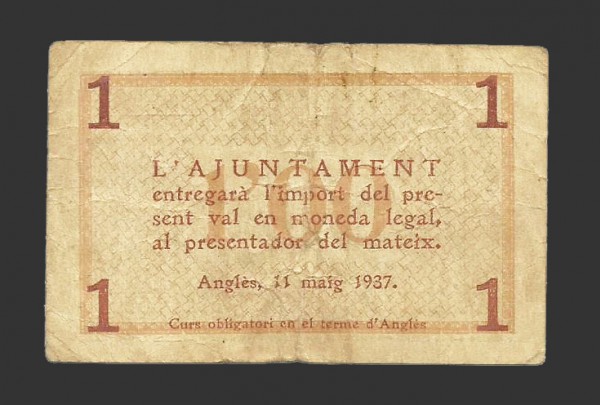 1 1
100
L'AJUNTAMENT
entregarà l'import del pre-
sent val en moneda legal,
al presentador del mateix.
Anglès, 11 maig 1937.
1 1
Curs obligatori en el terme d'Anglès